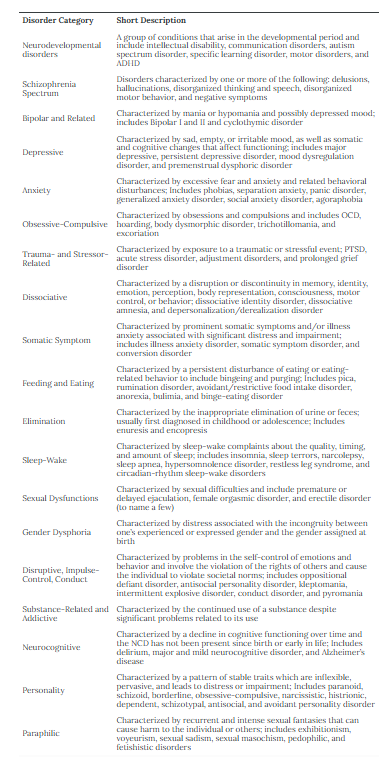 Disorder Category Short Description
Neurodevelopmental disorders
A group of conditions that arise in the developmental period and
include intellectual disability, communication disorders, autism
spectrum disorder, specific learning disorder, motor disorders, and
ADHD
Schizophrenia Spectrum
Disorders characterized by one or more of the following: delusions,
hallucinations, disorganized thinking and speech, disorganized
motor behavior, and negative symptoms
Bipolar and Related
Characterized by mania or hypomania and possibly depressed mood;
includes Bipolar I and II and cyclothymic disorder
Depressive
Characterized by sad, empty, or irritable mood, as well as somatic
and cognitive changes that affect functioning; includes major
depressive, persistent depressive disorder, mood dysregulation
disorder, and premenstrual dysphoric disorder
Anxiety
Characterized by excessive fear and anxiety and related behavioral
disturbances; Includes phobias, separation anxiety, panic disorder,
generalized anxiety disorder, social anxiety disorder, agoraphobia
Obsessive-Compulsive
Characterized by obsessions and compulsions and includes OCD,
hoarding, body dysmorphic disorder, trichotillomania, and
excoriation
Trauma- and Stressor-
Related
Characterized by exposure to a traumatic or stressful event; PTSD,
acute stress disorder, adjustment disorders, and prolonged grief
disorder
Dissociative
Characterized by a disruption or discontinuity in memory, identity,
emotion, perception, body representation, consciousness, motor
control, or behavior; dissociative identity disorder, dissociative
amnesia, and depersonalization/derealization disorder
Somatic Symptom
Characterized by prominent somatic symptoms and/or illness
anxiety associated with significant distress and impairment;
includes illness anxiety disorder, somatic symptom disorder, and
conversion disorder
Feeding and Eating
Characterized by a persistent disturbance of eating or eating-
related behavior to include bingeing and purging; Includes pica,
rumination disorder, avoidant/restrictive food intake disorder,
anorexia, bulimia, and binge-eating disorder
Elimination
Characterized by the inappropriate elimination of urine or feces;
usually first diagnosed in childhood or adolescence; Includes
enuresis and encopresis
Sleep-Wake
Characterized by sleep-wake complaints about the quality, timing,
and amount of sleep; includes insomnia, sleep terrors, narcolepsy,
sleep apnea, hypersomnolence disorder, restless leg syndrome, and
circadian-rhythm sleep-wake disorders
Sexual Dysfunctions
Characterized by sexual difficulties and include premature or
delayed ejaculation, female orgasmic disorder, and erectile disorder
(to name a few)
Gender Dysphoria
Characterized by distress associated with the incongruity between
one's experienced or expressed gender and the gender assigned at
birth
Disruptive, Impulse-
Control, Conduct
Characterized by problems in the self-control of emotions and
behavior and involve the violation of the rights of others and cause
the individual to violate societal norms; includes oppositional
defiant disorder, antisocial personality disorder, kleptomania,
intermittent explosive disorder, conduct disorder, and pyromania
Substance-Related and
Addictive
Characterized by the continued use of a substance despite
significant problems related to its use
Neurocognitive
Characterized by a decline in cognitive functioning over time and
the NCD has not been present since birth or early in life; Includes
delirium, major and mild neurocognitive disorder, and Alzheimer's
disease
Personality
Characterized by a pattern of stable traits which are inflexible,
pervasive, and leads to distress or impairment; Includes paranoid,
schizoid, borderline, obsessive-compulsive, narcissistic, histrionic,
dependent, schizotypal, antisocial, and avoidant personality disorder
Paraphilic
Characterized by recurrent and intense sexual fantasies that can
cause harm to the individual or others; includes exhibitionism,
voyeurism, sexual sadism, sexual masochism, pedophilic, and
fetishistic disorders